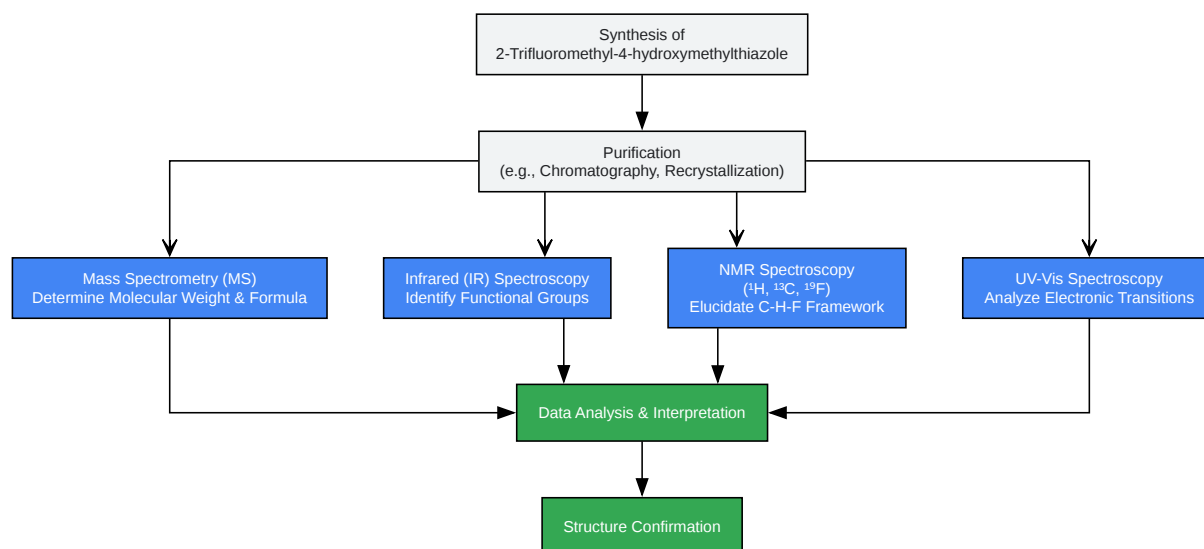 Synthesis of
2-Trifluoromethyl-4-hydroxymethylthiazole
Purification
(e.g., Chromatography, Recrystallization)
Mass Spectrometry (MS)
Determine Molecular Weight & Formula
Infrared (IR) Spectroscopy
Identify Functional Groups
NMR Spectroscopy
(¹H, ¹³C, ¹⁹F)
Elucidate C-H-F Framework
UV-Vis Spectroscopy
Analyze Electronic Transitions
Data Analysis & Interpretation
Structure Confirmation